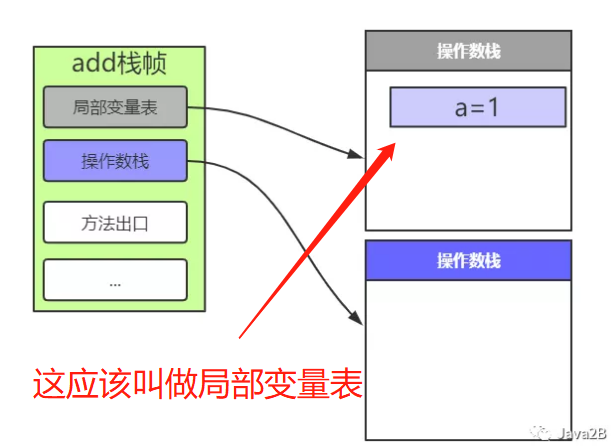 add栈帧
局部变量表
操作数栈
方法出口
...
操作数栈
a=1
操作数栈
这应该叫做局部变量表
Java2B